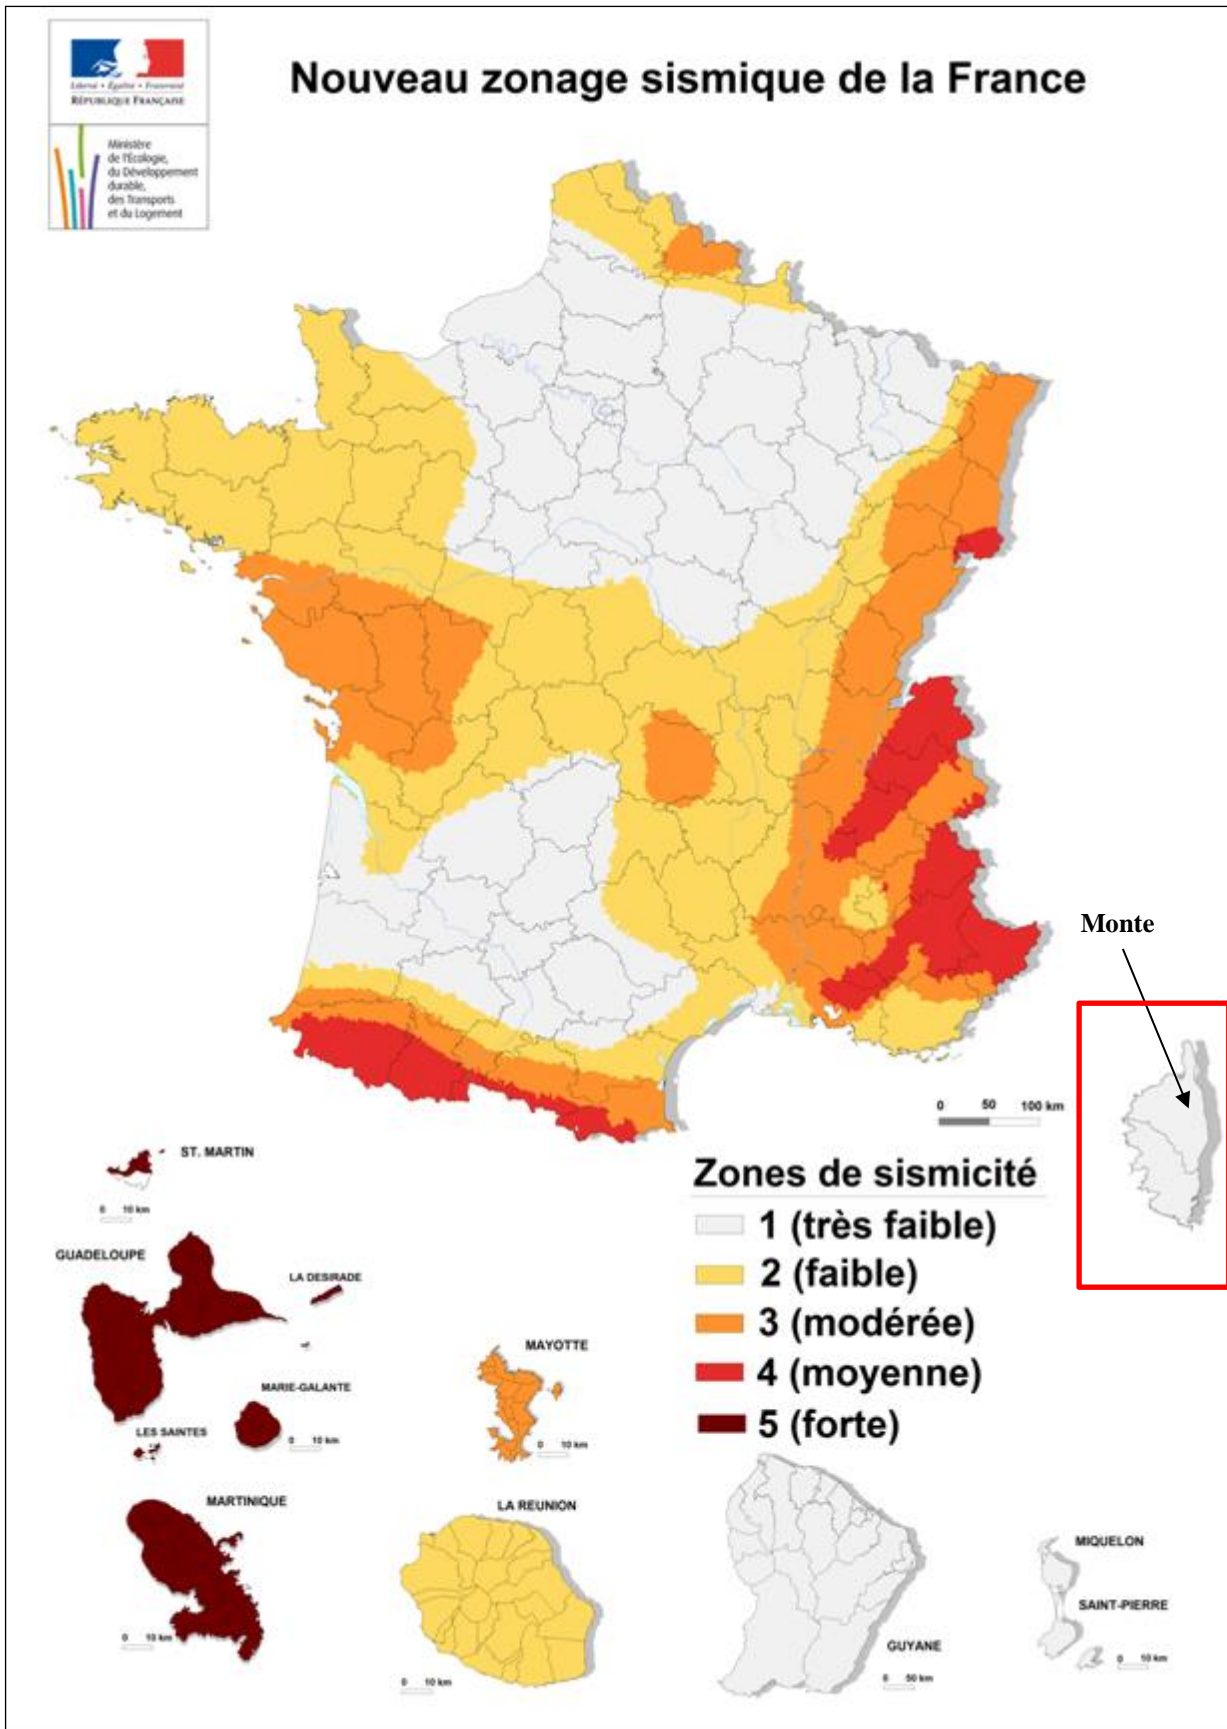 Liberté • Égalité • Fraternité
RÉPUBLIQUE FRANÇAISE
Ministère
de l'Écologie,
du Développement
durable,
des Transports
et du Logement
Nouveau zonage sismique de la France
Monte
0 50 100 km
ST. MARTIN
0 10 km
GUADELOUPE
LA DESIRADE
MARIE-GALANTE
0 10 km
LES SAINTES
MAYOTTE
0 10 km
Zones de sismicité
1 (très faible)
2 (faible)
3 (modérée)
4 (moyenne)
5 (forte)
MARTINIQUE
0 10 km
LA REUNION
0 10 km
GUYANE
0 50 km
MIQUELON
SAINT-PIERRE
0 10 km